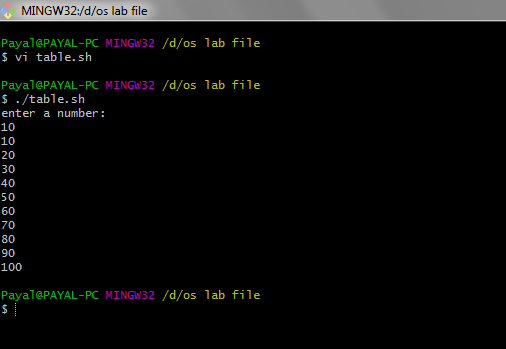 MINGW32:/d/os lab file
Payal@PAYAL-PC MINGW32 /d/os lab file
$ vi table.sh
Payal@PAYAL-PC MINGW32 /d/os lab file
$ ./table.sh
enter a number:
10
10
20
30
40
50
60
70
80
90
100
Payal@PAYAL-PC MINGW32 /d/os lab file
$